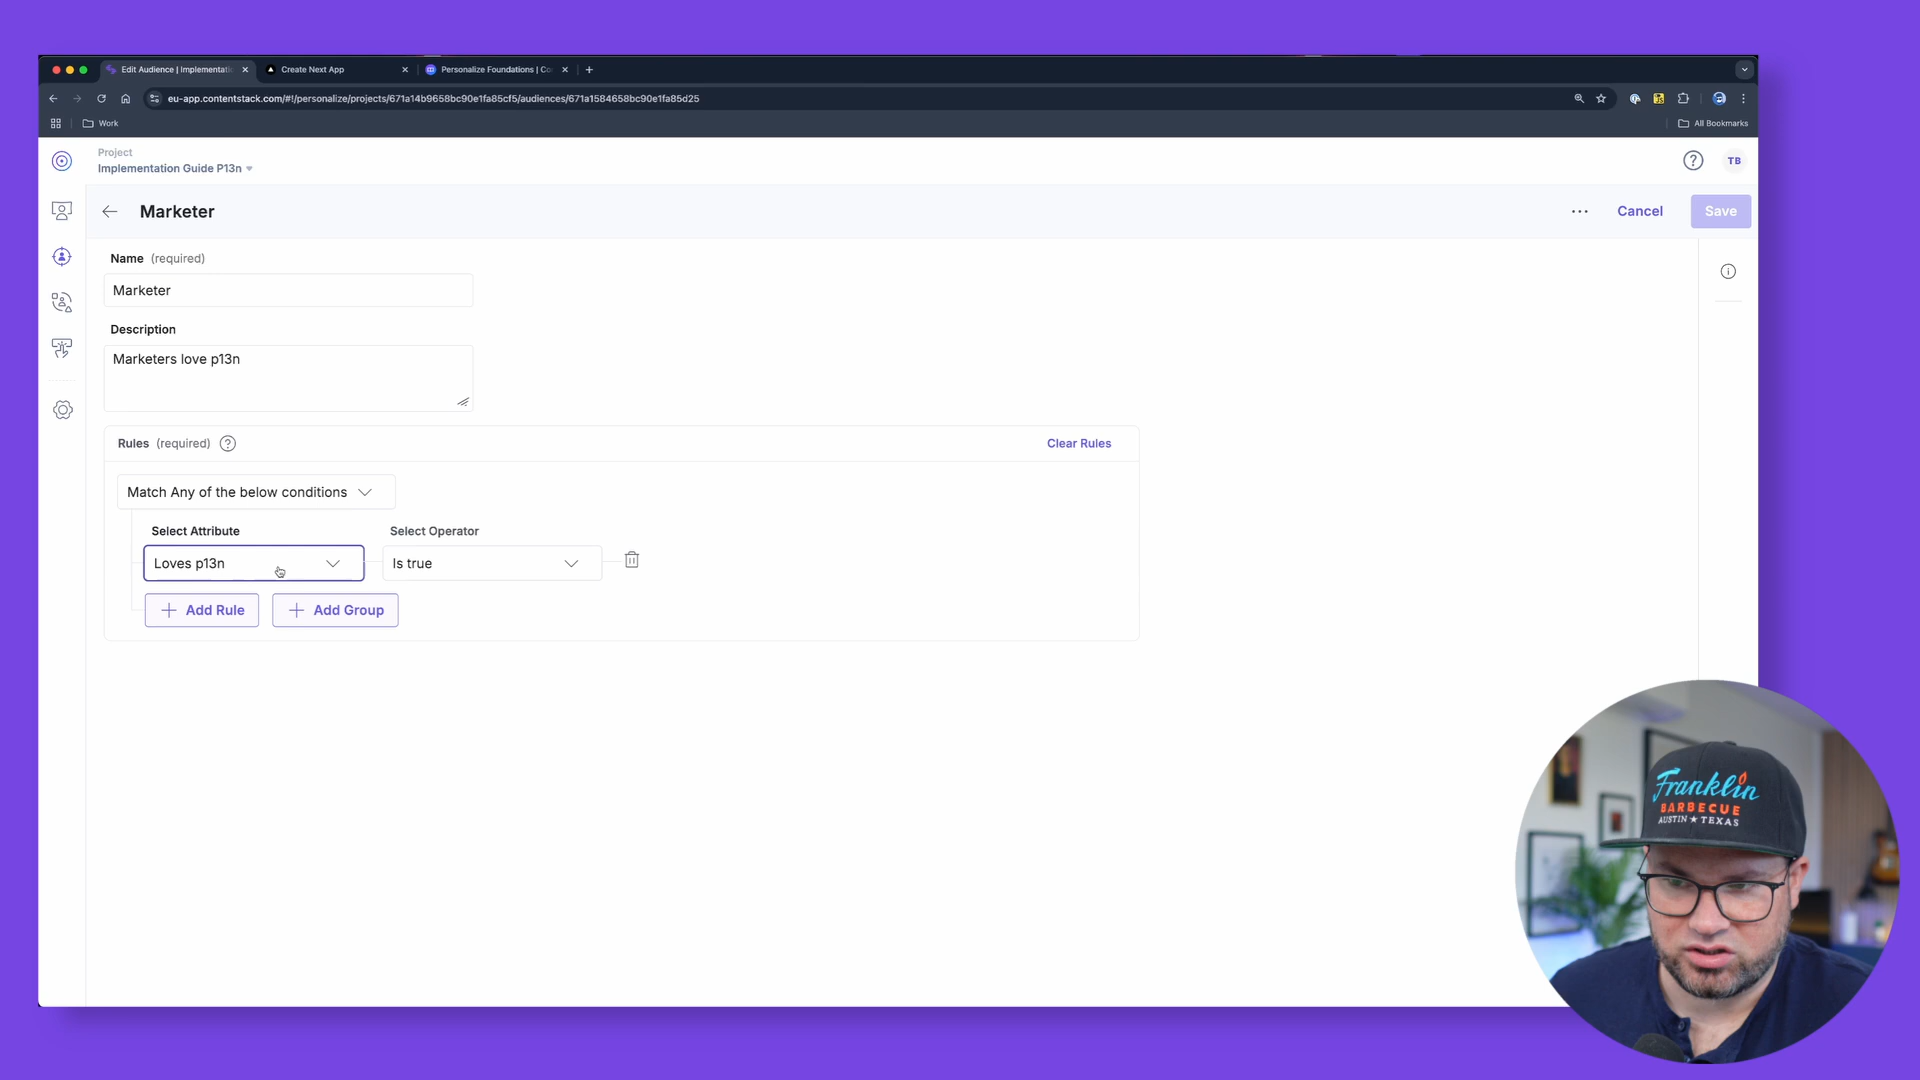 Edit Audience | Implementati
Create Next App
Personalize Foundations | Co
eu-app.contentstack.com/#!/personalize/projects/671a14b9658bc90e1fa85cf5/audiences/671a1584658bc90e1fa85d25
Work
All Bookmarks
Project
Implementation Guide P13n
TB
Marketer
Cancel
Save
Name (required)
Marketer
Description
Marketers love p13n
Rules (required)
Clear Rules
Match Any of the below conditions
Select Attribute
Select Operator
Loves p13n
Is true
Add Rule
Add Group
Franklin
BARBECUE
AUSTIN★TEXAS